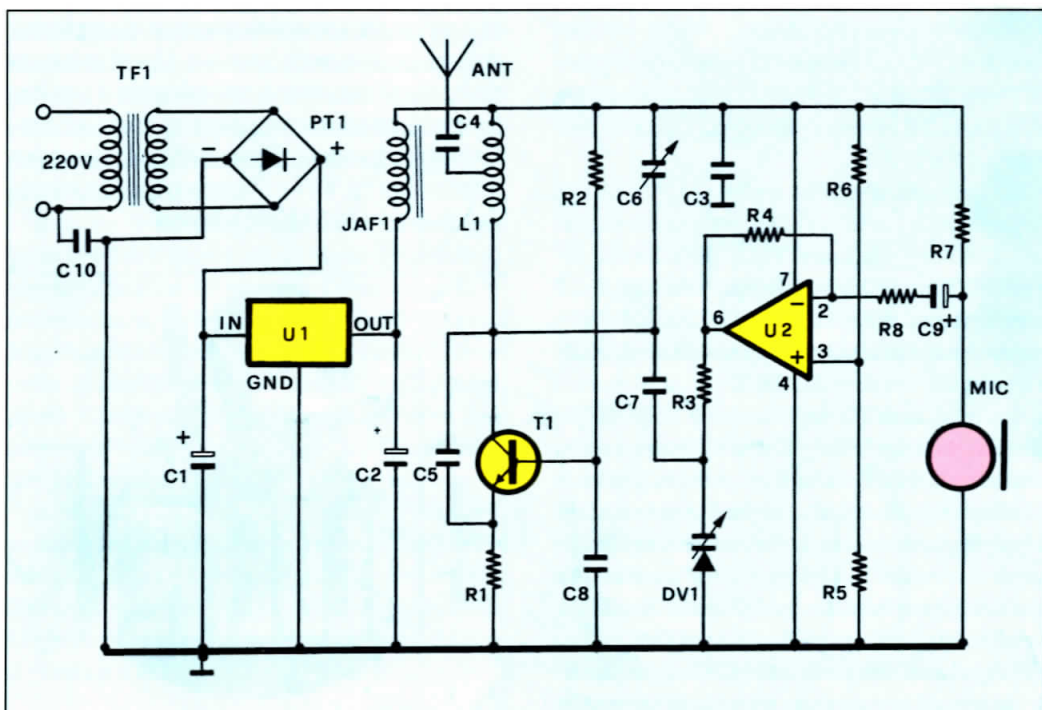 TF1
ANT
PT1
C4
220V
-
+
JAF1
L1
R2
C6
C3
R4
R6
R7
C10
IN
U1
OUT
GND
6
7
U2
-
+
2
3
4
R8
C9
+
MIC
C7
R3
T1
+
C1
+
C2
C5
R1
C8
DV1
R5